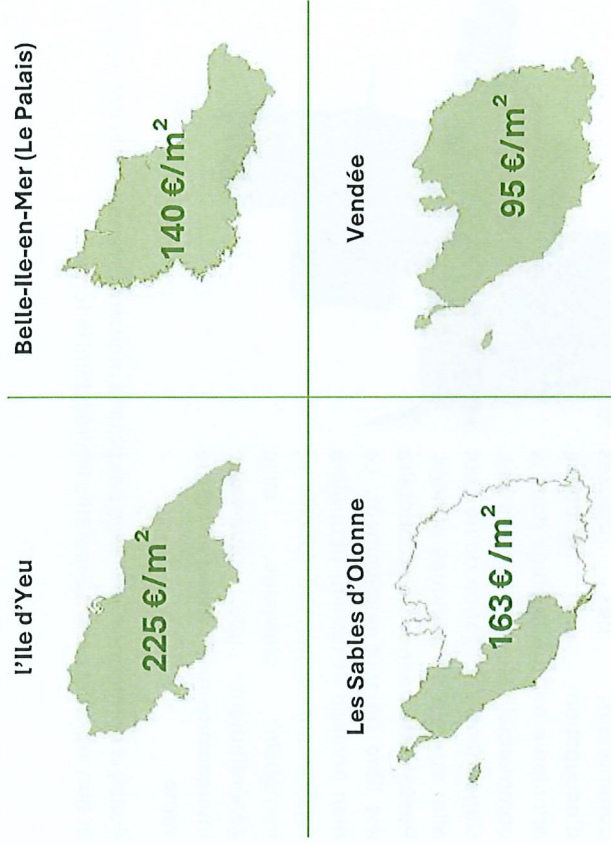 l'Ile d'Yeu
225 €/m²
Belle-Ile-en-Mer (Le Palais)
140 €/m²
Les Sables d'Olonne
163 €/m²
Vendée
95 €/m²